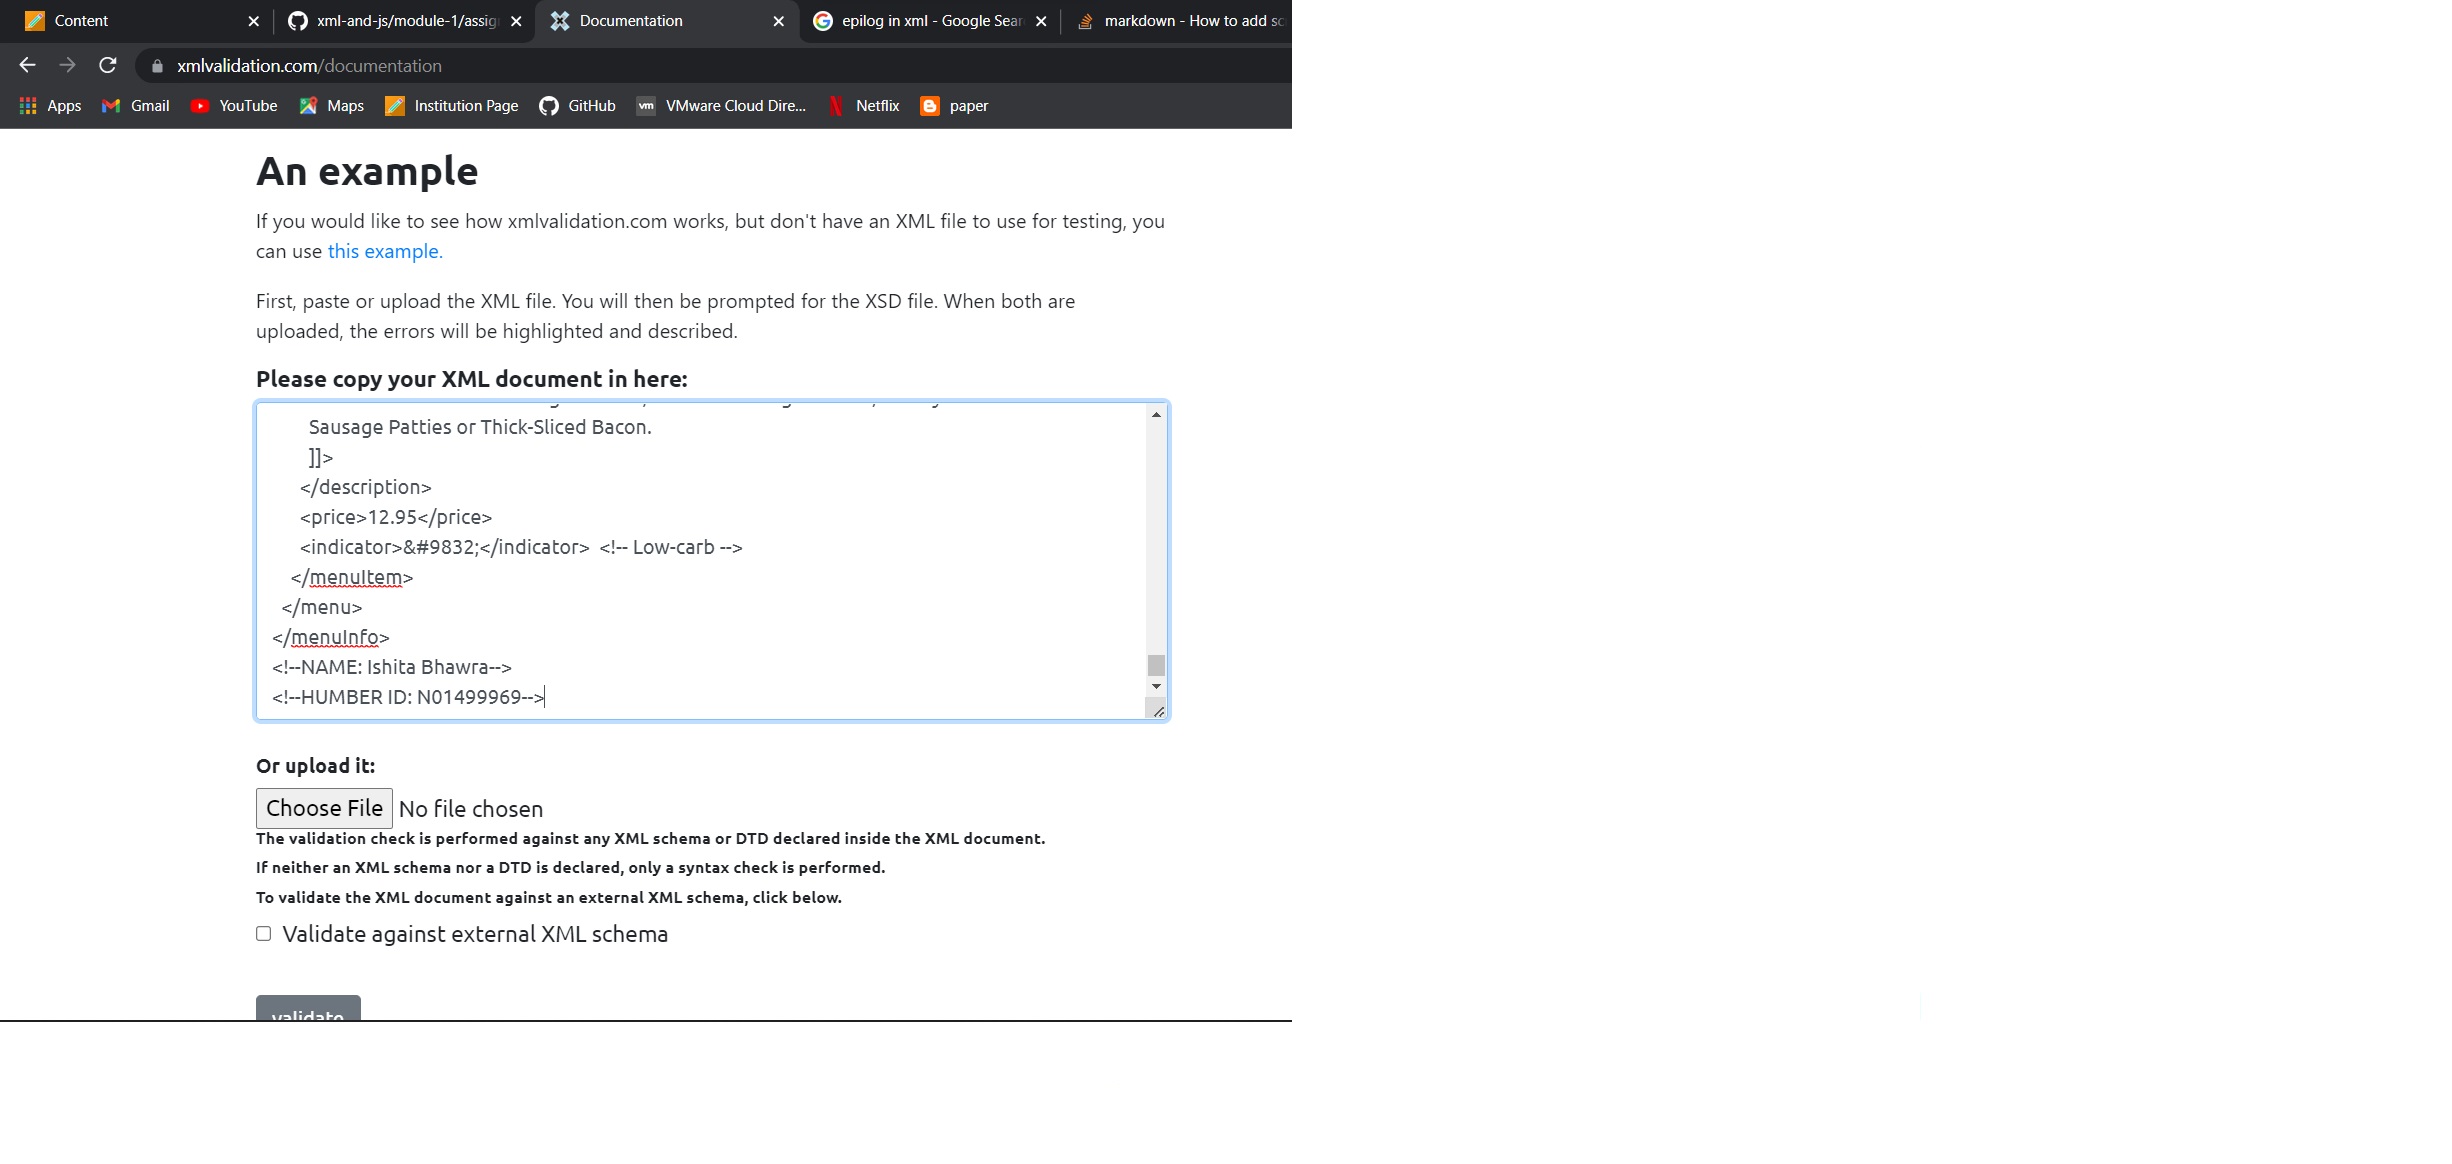 Content
xml-and-js/module-1/assig
Documentation
epilog in xml - Google Sear
markdown - How to add sc
xmlvalidation.com/documentation
Apps
Gmail
YouTube
Maps
Institution Page
GitHub
vm
VMware Cloud Dire...
Netflix
paper
An example
If you would like to see how xmlvalidation.com works, but don't have an XML file to use for testing, you
can use this example.
First, paste or upload the XML file. You will then be prompted for the XSD file. When both are
uploaded, the errors will be highlighted and described.
Please copy your XML document in here:
Sausage Patties or Thick-Sliced Bacon.
]]>
</description>
<price>12.95</price>
<indicator>&#9832;</indicator> <!-- Low-carb -->
</menuItem>
</menu>
</menuInfo>
<!--NAME: Ishita Bhawra-->
<!--HUMBER ID: N01499969-->
Or upload it:
Choose File No file chosen
The validation check is performed against any XML schema or DTD declared inside the XML document.
If neither an XML schema nor a DTD is declared, only a syntax check is performed.
To validate the XML document against an external XML schema, click below.
Validate against external XML schema
validate